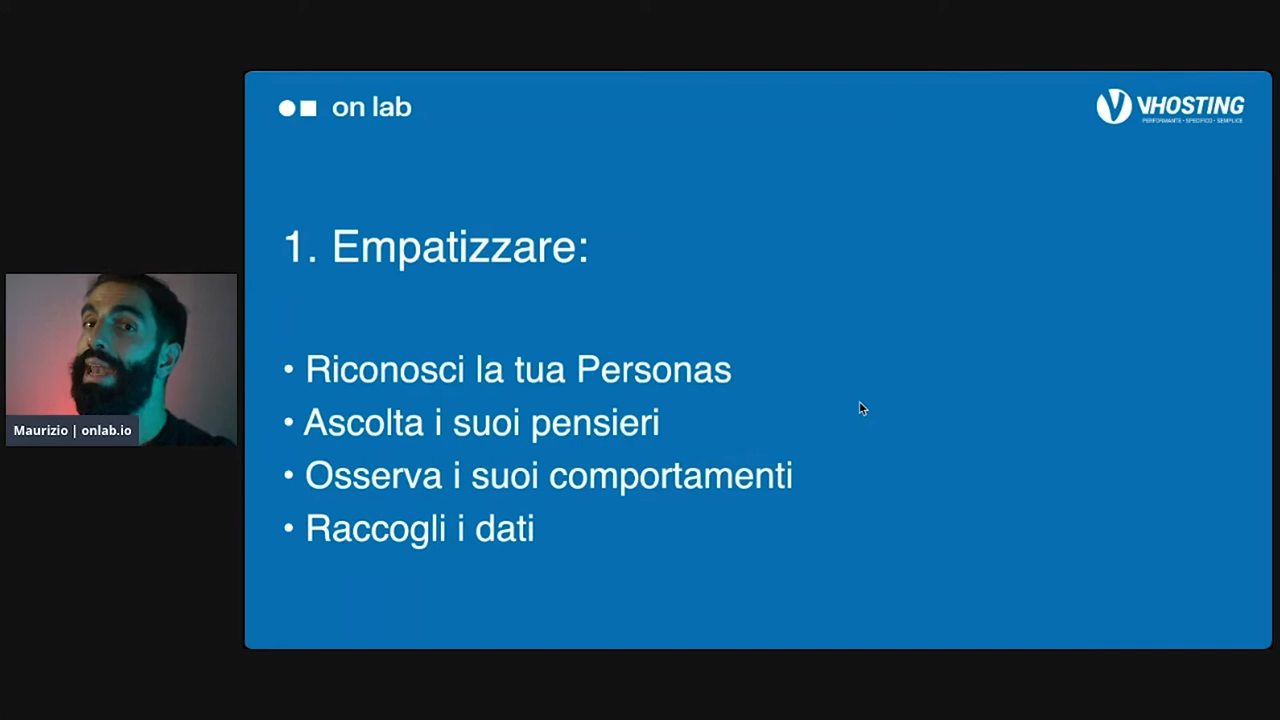 on lab
VHOSTING
PERFORMANTE • SPECIFICO • SEMPLICE
1. Empatizzare:
• Riconosci la tua Personas
• Ascolta i suoi pensieri
• Osserva i suoi comportamenti
• Raccogli i dati
Maurizio | onlab.io